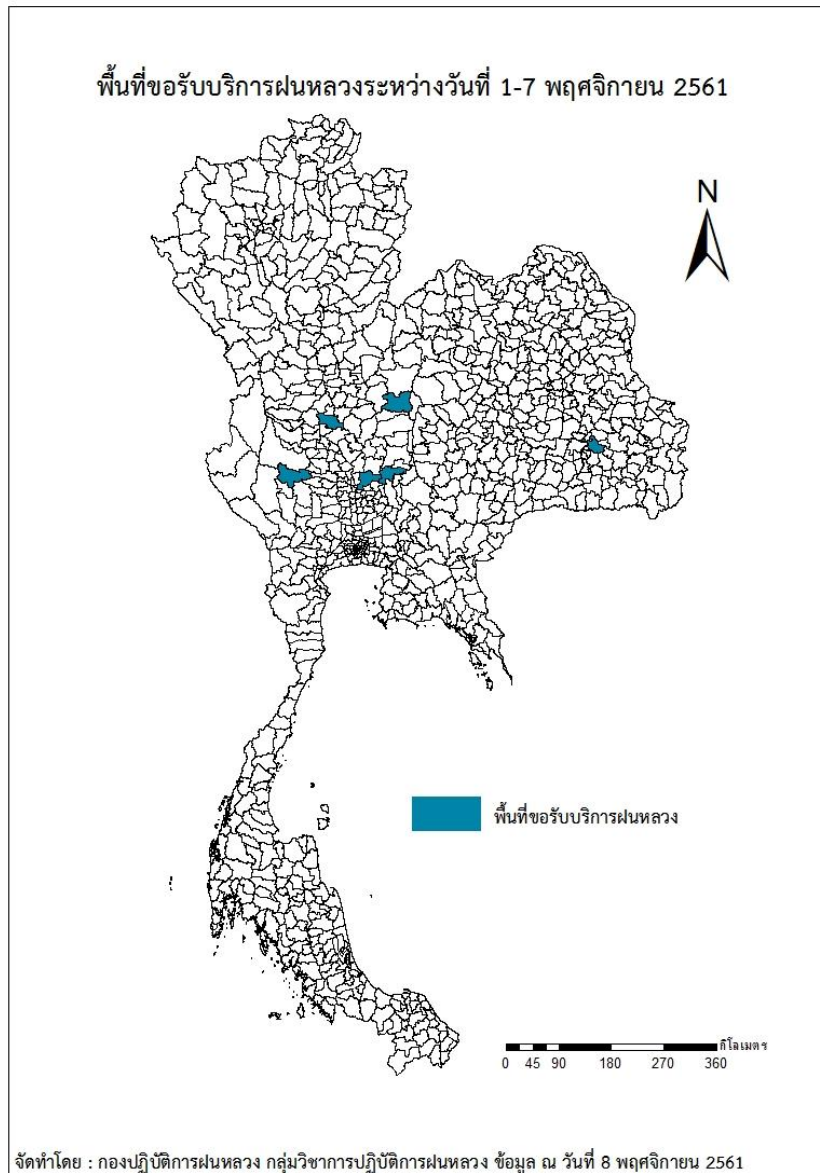 พื้นที่ขอรับบริการฝนหลวงระหว่างวันที่ 1-7 พฤศจิกายน 2561
N
พื้นที่ขอรับบริการฝนหลวง
กิโลเมตร
0 45 90 180 270 360
จัดทำโดย : กองปฏิบัติการฝนหลวง กลุ่มวิชาการปฏิบัติการฝนหลวง ข้อมูล ณ วันที่ 8 พฤศจิกายน 2561